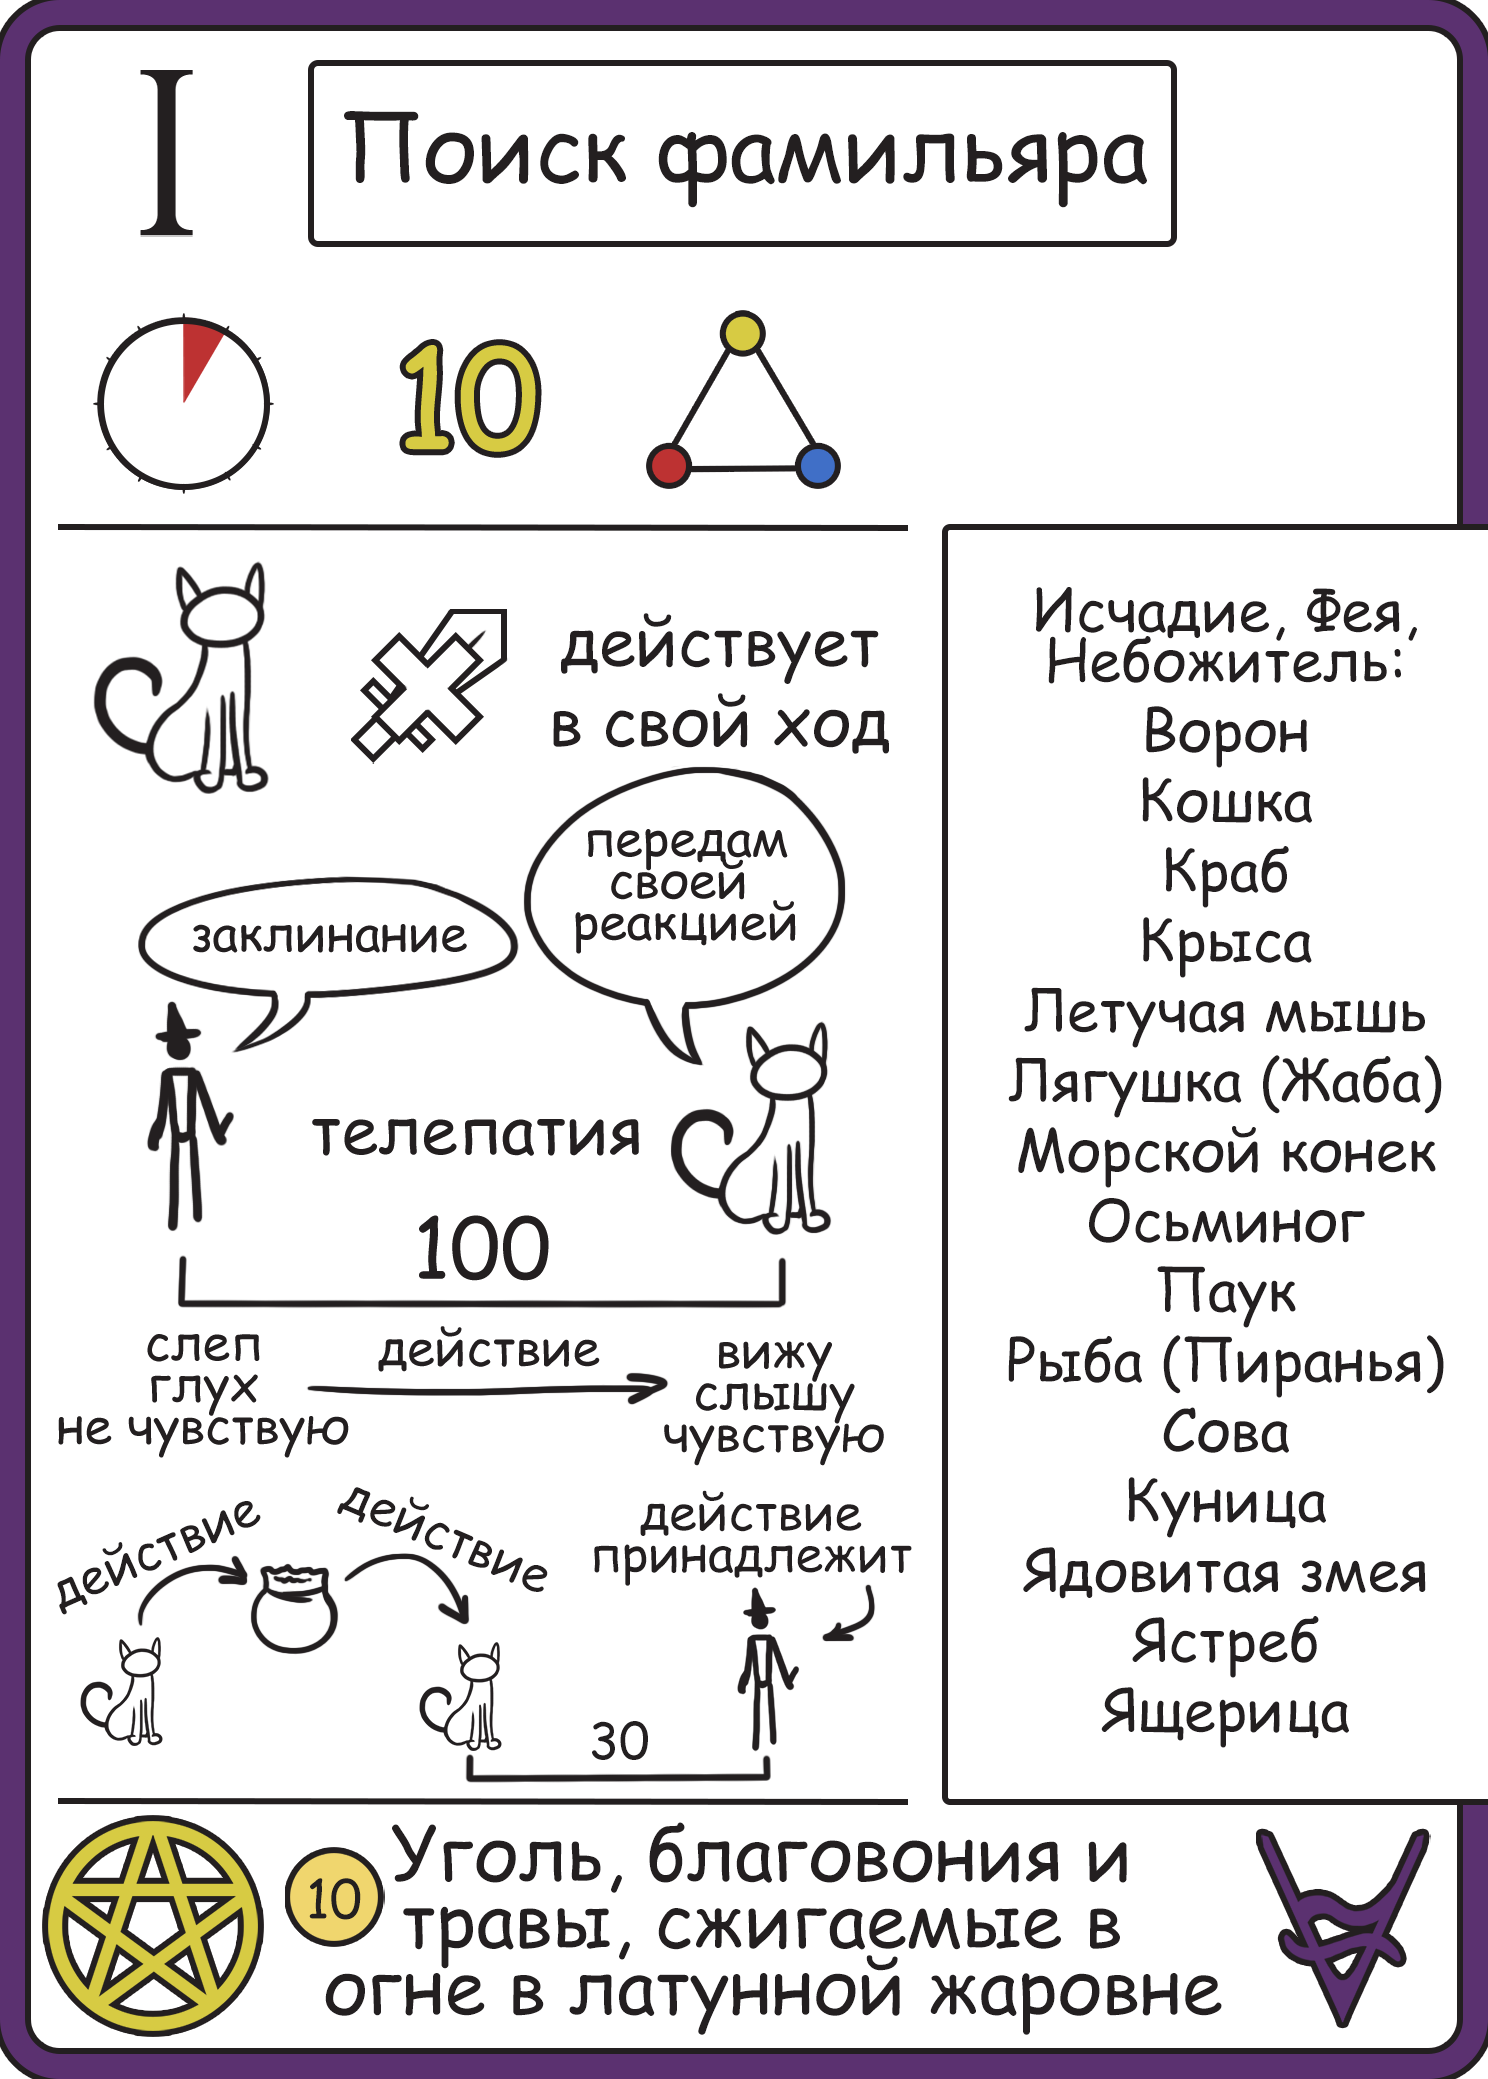 I
Поиск фамильяра
10
действует
в свой ход
заклинание
передам
своей
реакцией
телепатия
100
слеп
глух
не чувствую
действие
вижу
слышу
чувствую
действие
действие
действие
принадлежит
30
Исчадие, Фея,
Небожитель:
Ворон
Кошка
Краб
Крыса
Летучая мышь
Лягушка (Жаба)
Морской конек
Осьминог
Паук
Рыба (Пиранья)
Сова
Куница
Ядовитая змея
Ястреб
Ящерица
10
Уголь, благовония и
травы, сжигаемые в
огне в латунной жаровне